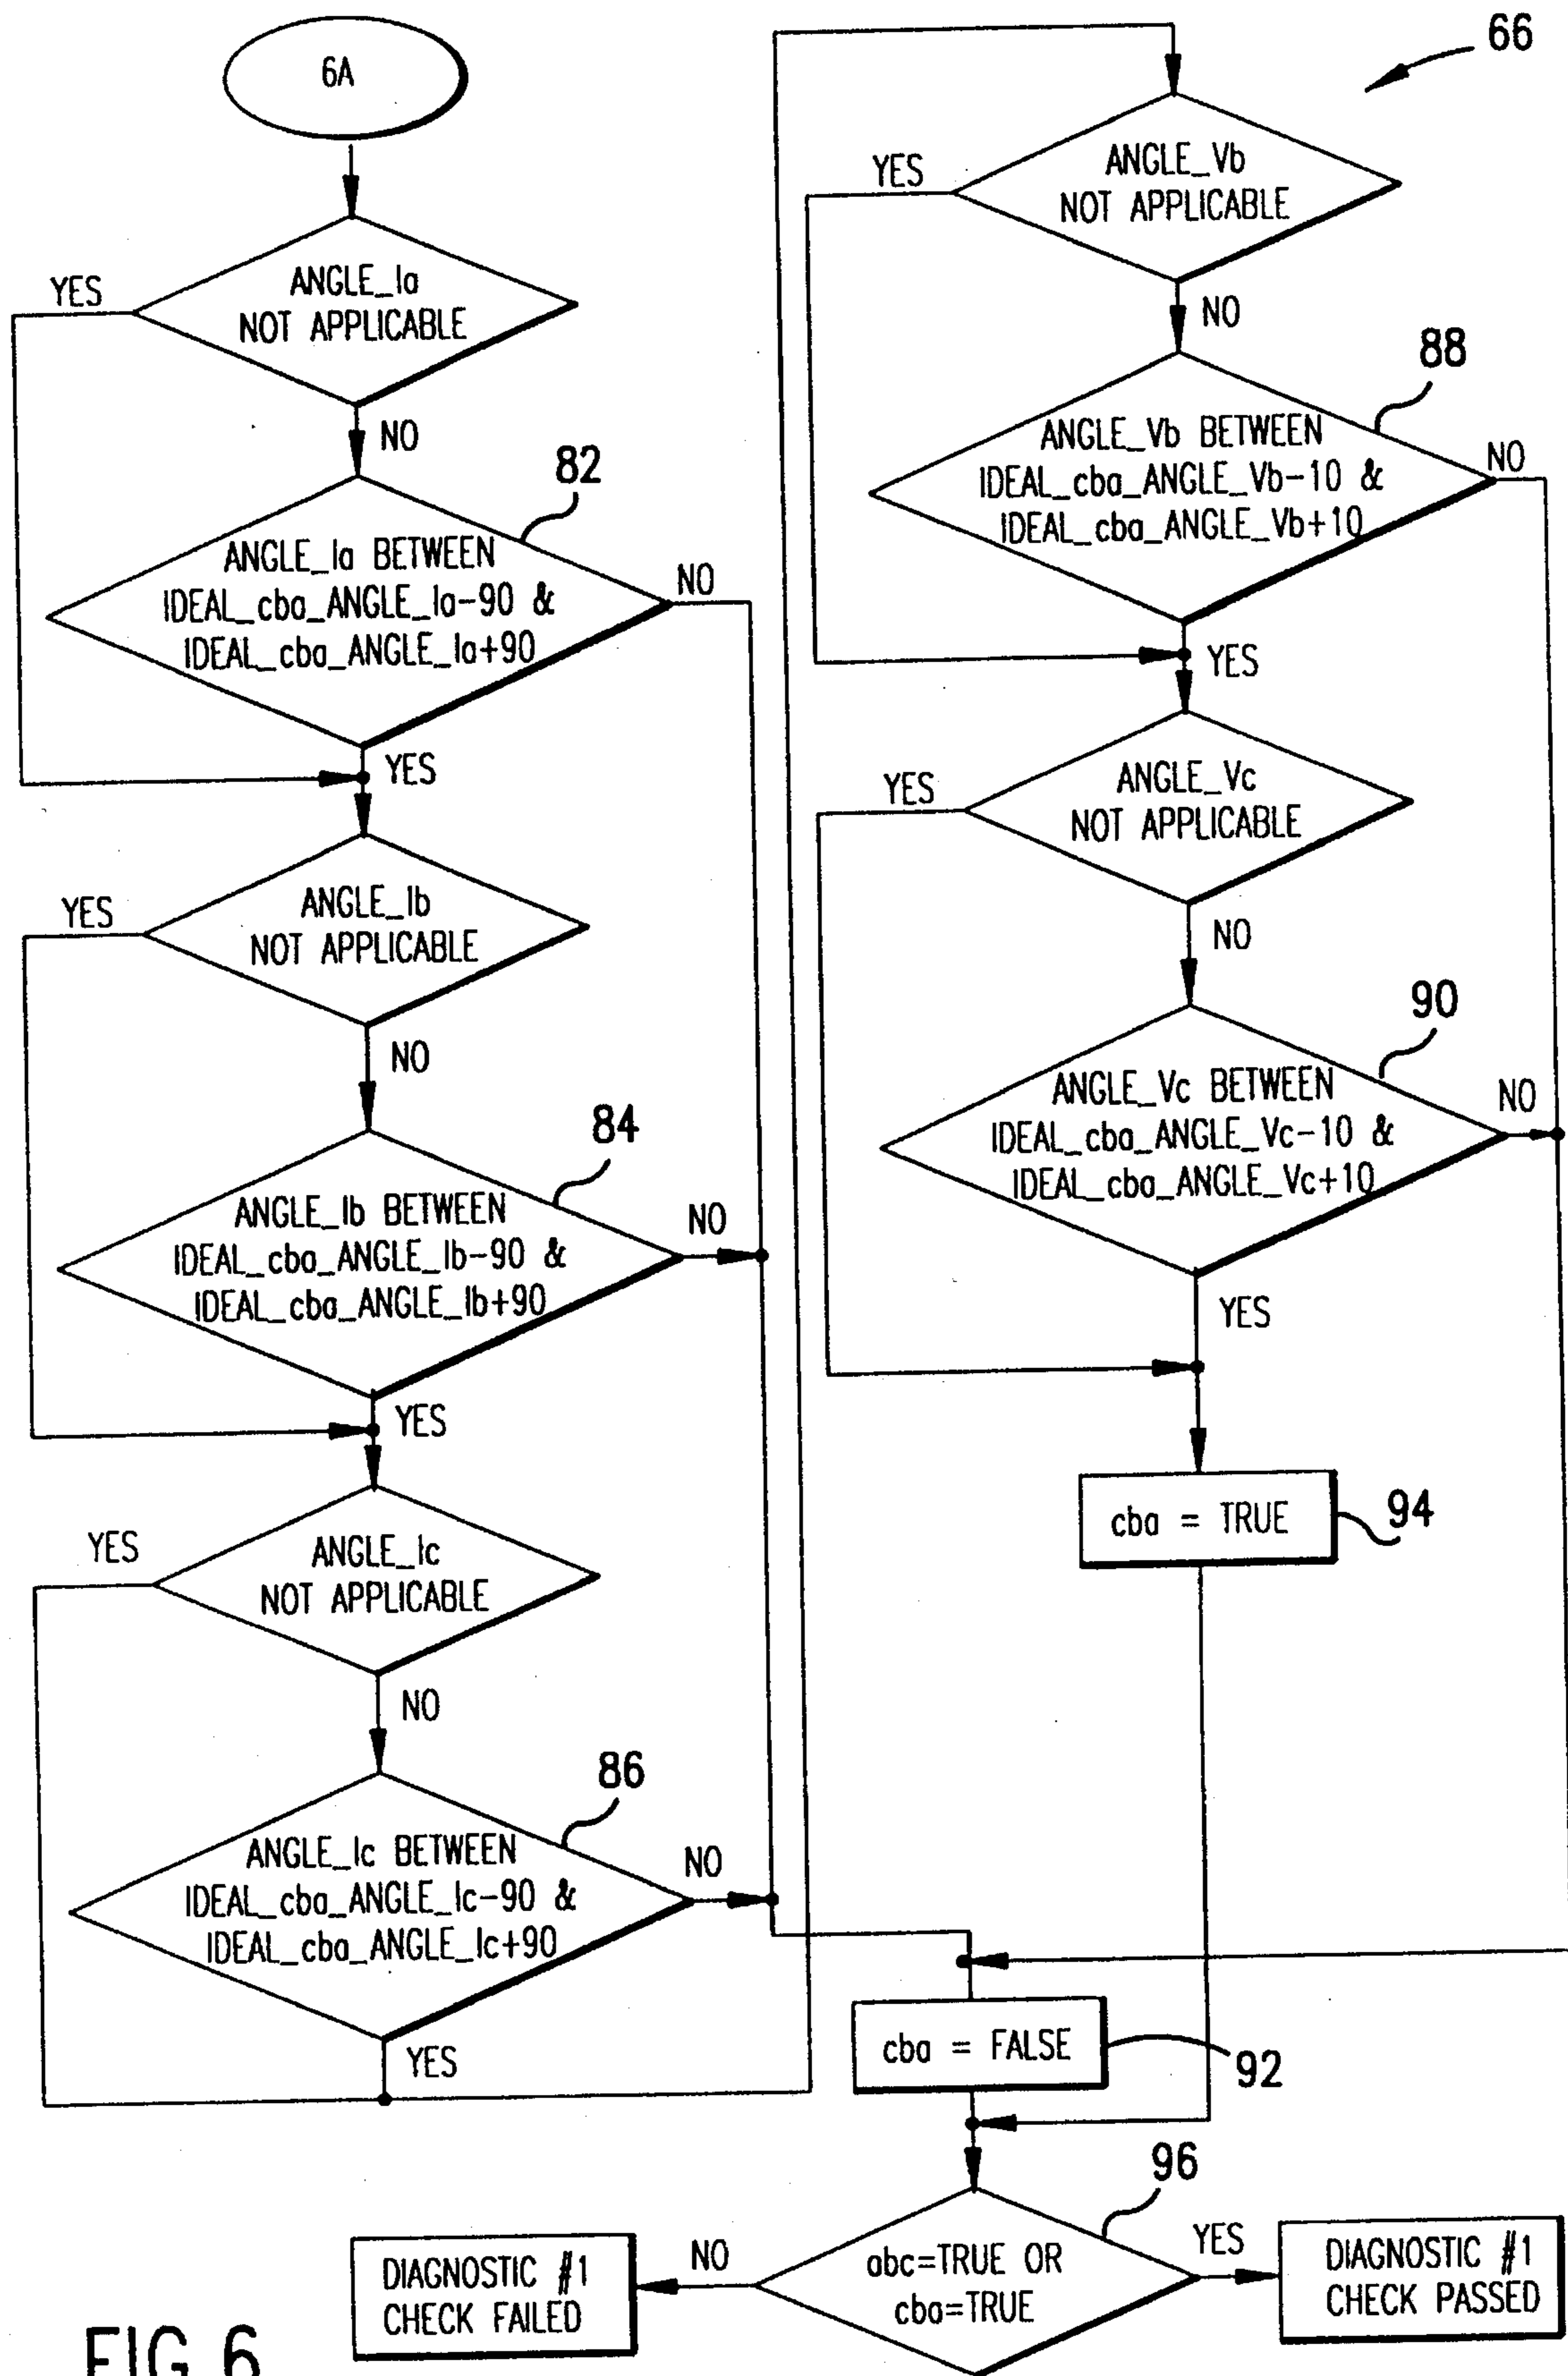 6A
ANGLE_Ia
NOT APPLICABLE
YES
NO
82
ANGLE_Ia BETWEEN
IDEAL_cba_ANGLE_Ia-90 &
IDEAL_cba_ANGLE_Ia+90
NO
YES
ANGLE_Ib
NOT APPLICABLE
YES
NO
84
ANGLE_Ib BETWEEN
IDEAL_cba_ANGLE_Ib-90 &
IDEAL_cba_ANGLE_Ib+90
NO
YES
ANGLE_Ic
NOT APPLICABLE
YES
NO
86
ANGLE_Ic BETWEEN
IDEAL_cba_ANGLE_Ic-90 &
IDEAL_cba_ANGLE_Ic+90
NO
YES
66
ANGLE_Vb
NOT APPLICABLE
YES
NO
88
ANGLE_Vb BETWEEN
IDEAL_cba_ANGLE_Vb-10 &
IDEAL_cba_ANGLE_Vb+10
NO
YES
ANGLE_Vc
NOT APPLICABLE
YES
NO
90
ANGLE_Vc BETWEEN
IDEAL_cba_ANGLE_Vc-10 &
IDEAL_cba_ANGLE_Vc+10
NO
YES
cba = TRUE
94
cba = FALSE
92
96
abc=TRUE OR
cba=TRUE
NO
YES
DIAGNOSTIC #1
CHECK FAILED
DIAGNOSTIC #1
CHECK PASSED
FIG 6